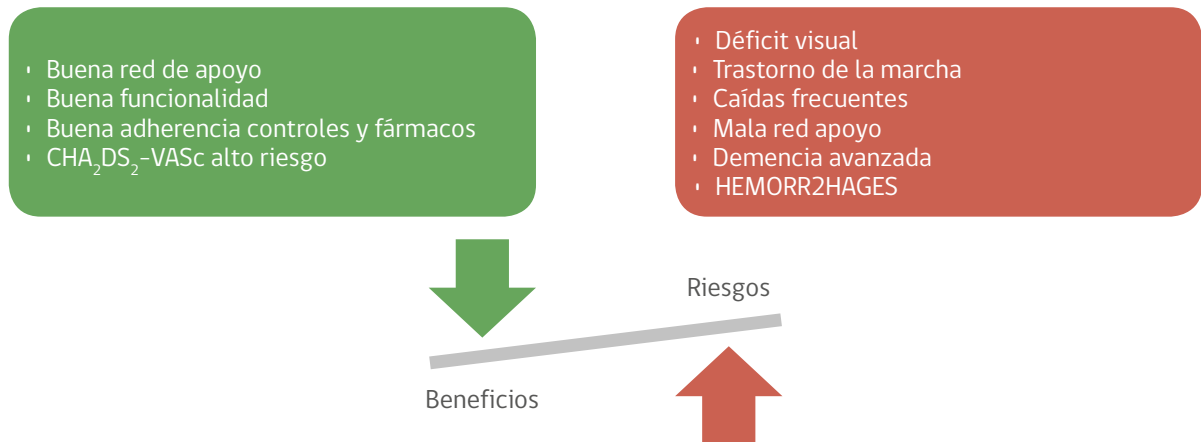 · Buena red de apoyo
· Buena funcionalidad
· Buena adherencia controles y fármacos
· CHA₂DS₂-VASc alto riesgo
· Déficit visual
· Trastorno de la marcha
· Caídas frecuentes
· Mala red apoyo
· Demencia avanzada
· HEMORR2HAGES
Riesgos
Beneficios